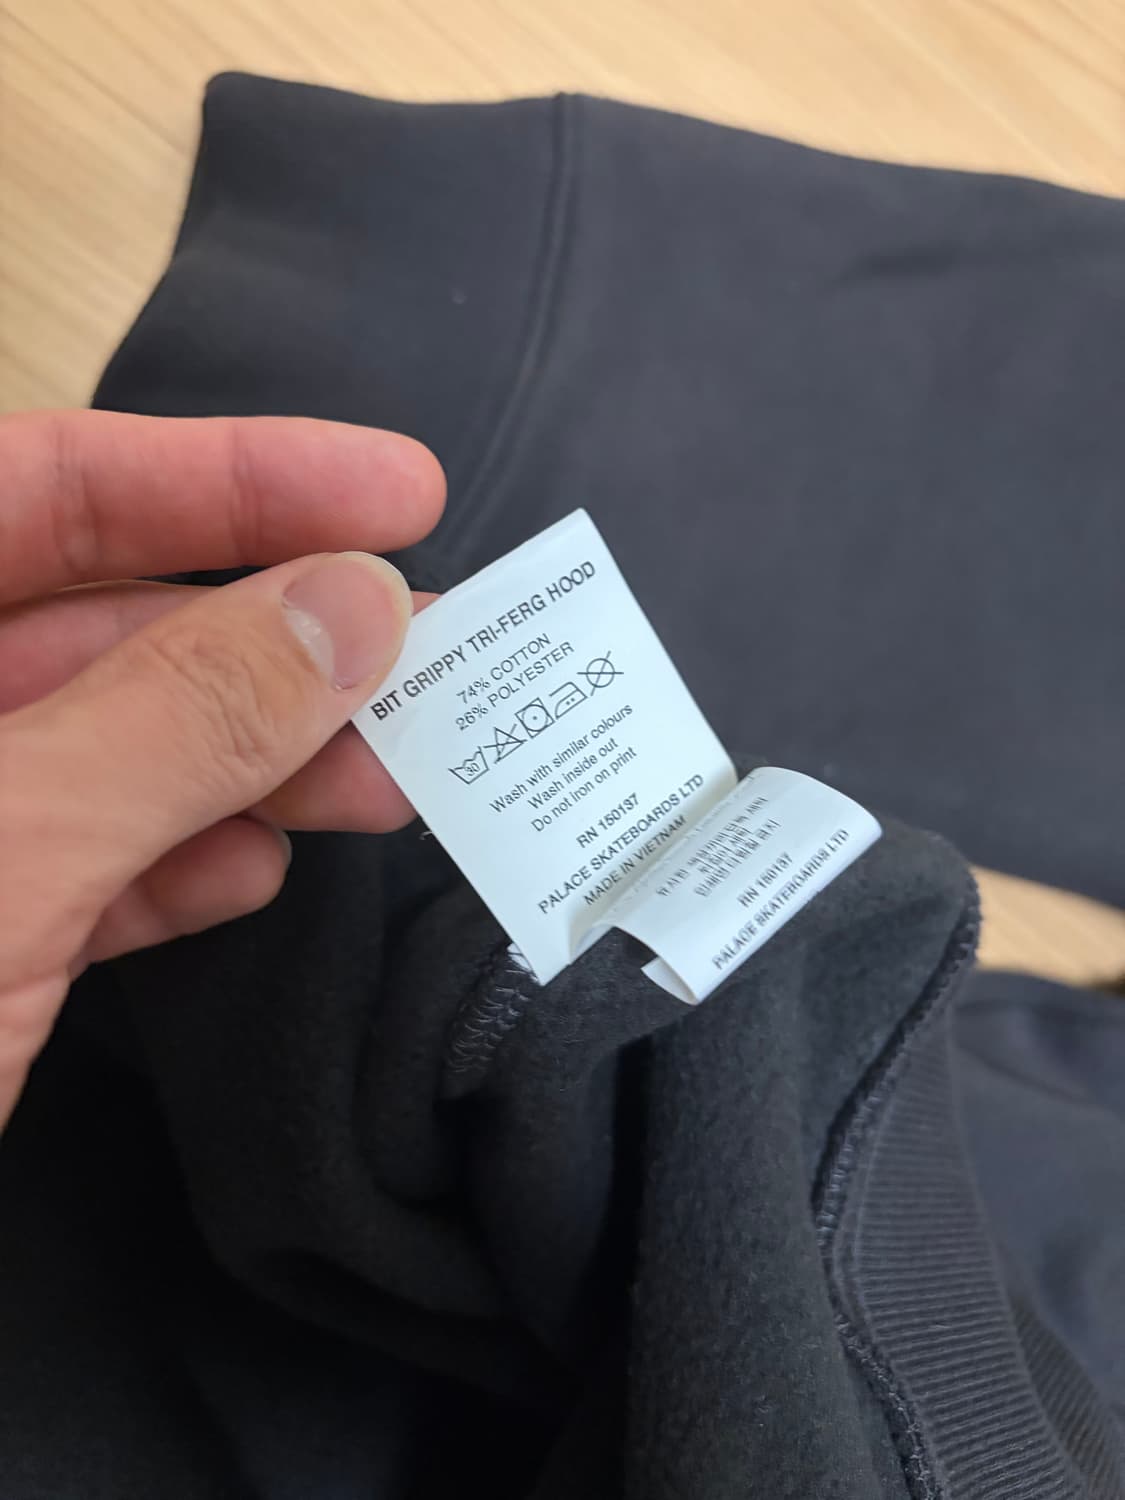 BIT GRIPPY TRI-FERG HOOD
74% COTTON
26% POLYESTER
30
Wash with similar colours
Wash inside out
Do not iron on print
RN 150137
PALACE SKATEBOARDS LTD
MADE IN VIETNAM
RN 150137
PALACE SKATEBOARDS LTD